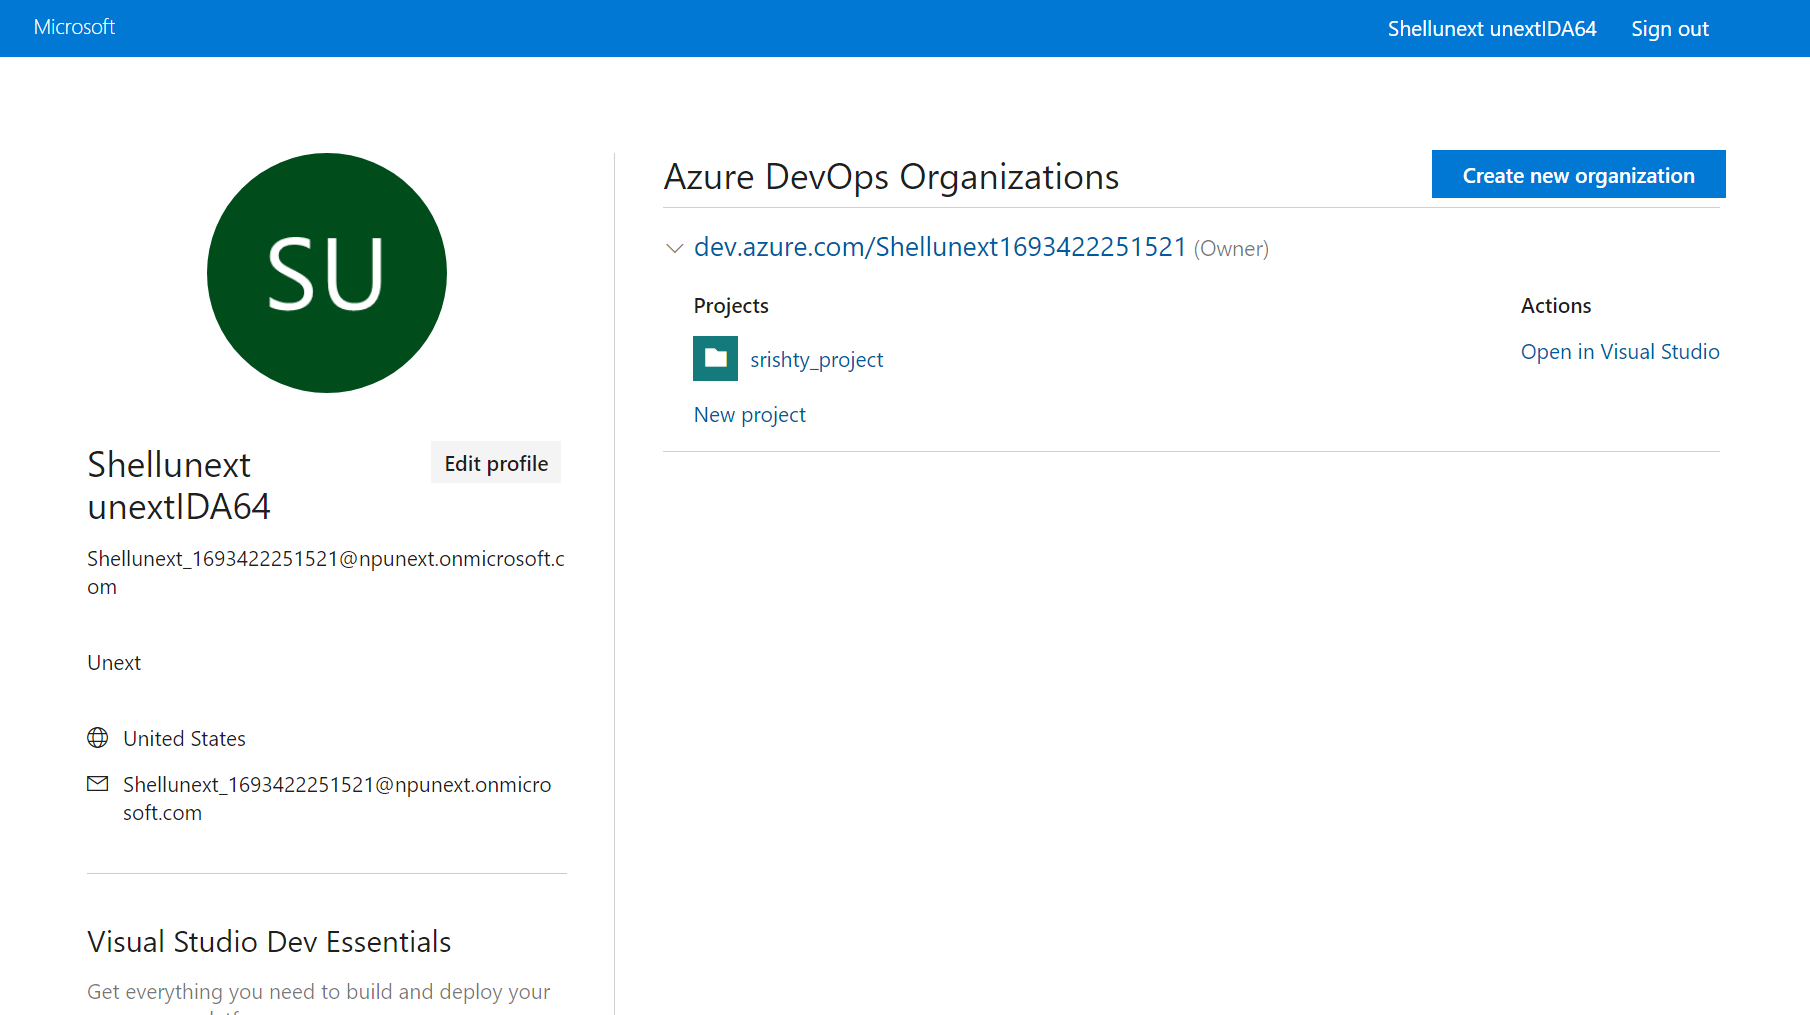 Microsoft
Shellunext unextIDA64
Sign out
SU
Shellunext
unextIDA64
Edit profile
Shellunext_1693422251521@npunext.onmicrosoft.c
om
Unext
United States
Shellunext_1693422251521@npunext.onmicro
soft.com
Visual Studio Dev Essentials
Get everything you need to build and deploy your
Azure DevOps Organizations
Create new organization
dev.azure.com/Shellunext1693422251521 (Owner)
Projects
Actions
srishty_project
Open in Visual Studio
New project